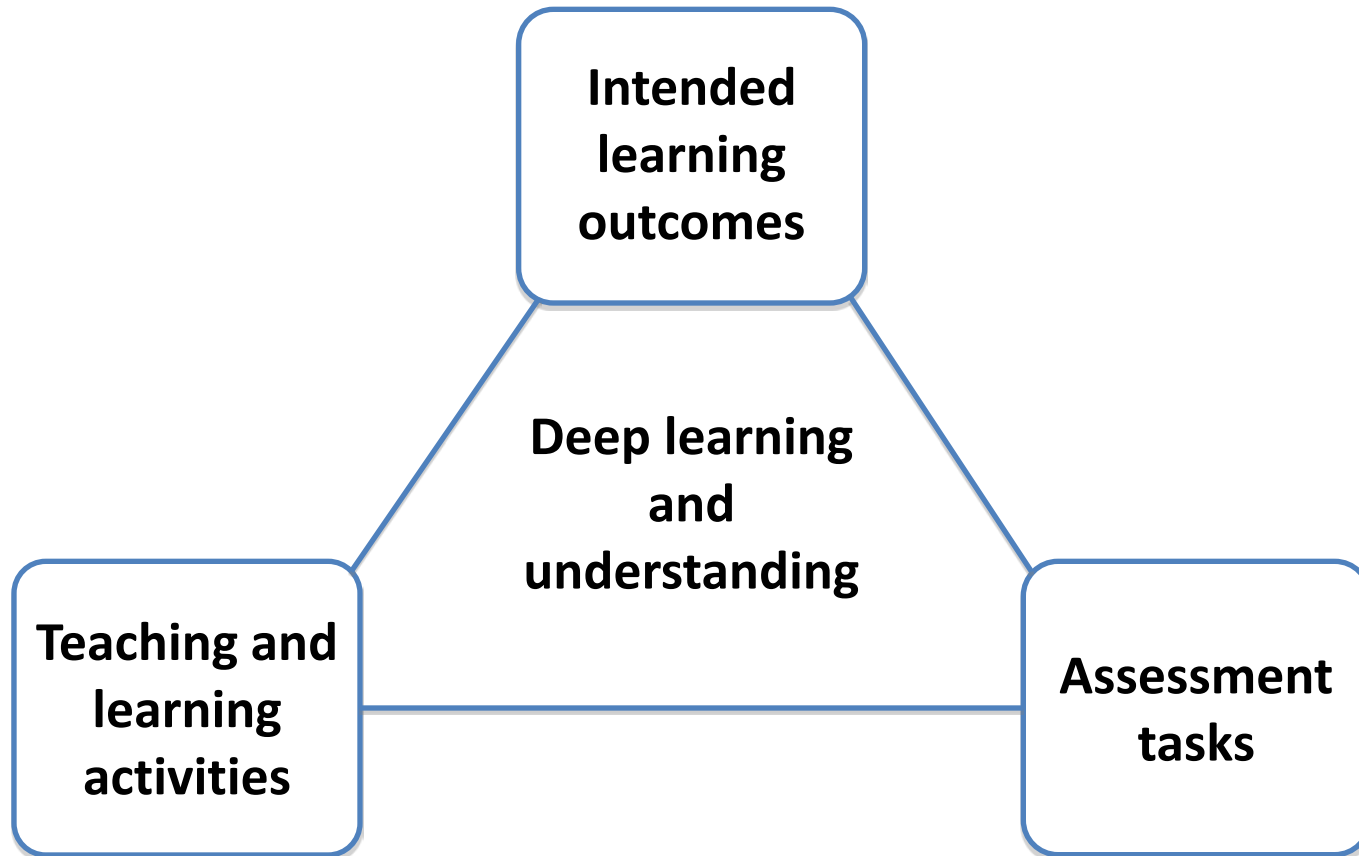 Intended
learning
outcomes
Deep learning
and
understanding
Teaching and
learning
activities
Assessment
tasks